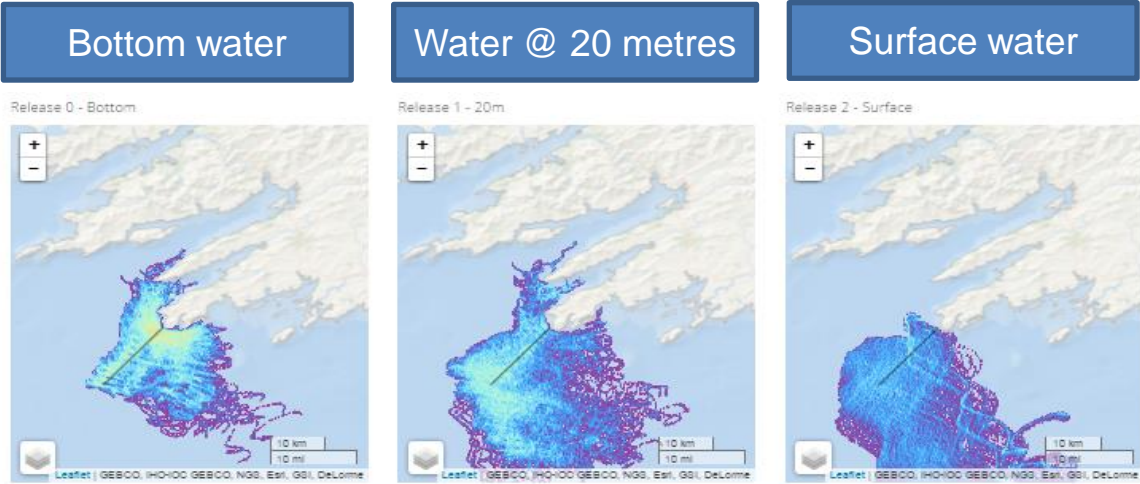 Bottom water
Water @ 20 metres
Surface water
Release 0 - Bottom
Release 1 - 20m
Release 2 - Surface
+
−
+
−
+
−
10 km
10 mi
10 km
10 mi
10 km
10 mi
Leaflet | GEBCO, IHO-IOC GEBCO, NGS, Esri, GSI, DeLorme
Leaflet | GEBCO, IHO-IOC GEBCO, NGS, Esri, GSI, DeLorme
Leaflet | GEBCO, IHO-IOC GEBCO, NGS, Esri, GSI, DeLorme